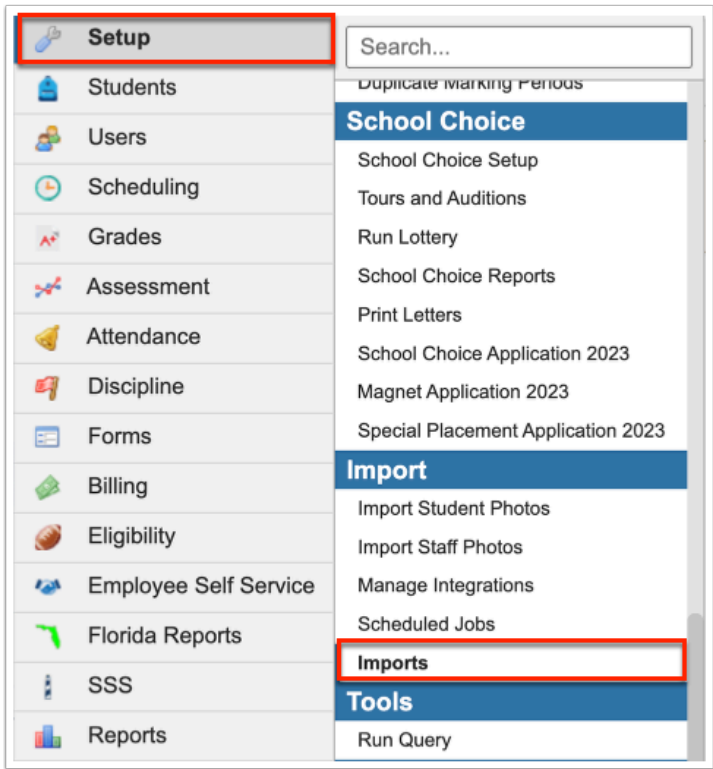 Setup
Students
Users
Scheduling
A+ Grades
Assessment
Attendance
Discipline
Forms
Billing
Eligibility
Employee Self Service
Florida Reports
SSS
Reports
Search...
Duplicate Marking Periods
School Choice
School Choice Setup
Tours and Auditions
Run Lottery
School Choice Reports
Print Letters
School Choice Application 2023
Magnet Application 2023
Special Placement Application 2023
Import
Import Student Photos
Import Staff Photos
Manage Integrations
Scheduled Jobs
Imports
Tools
Run Query